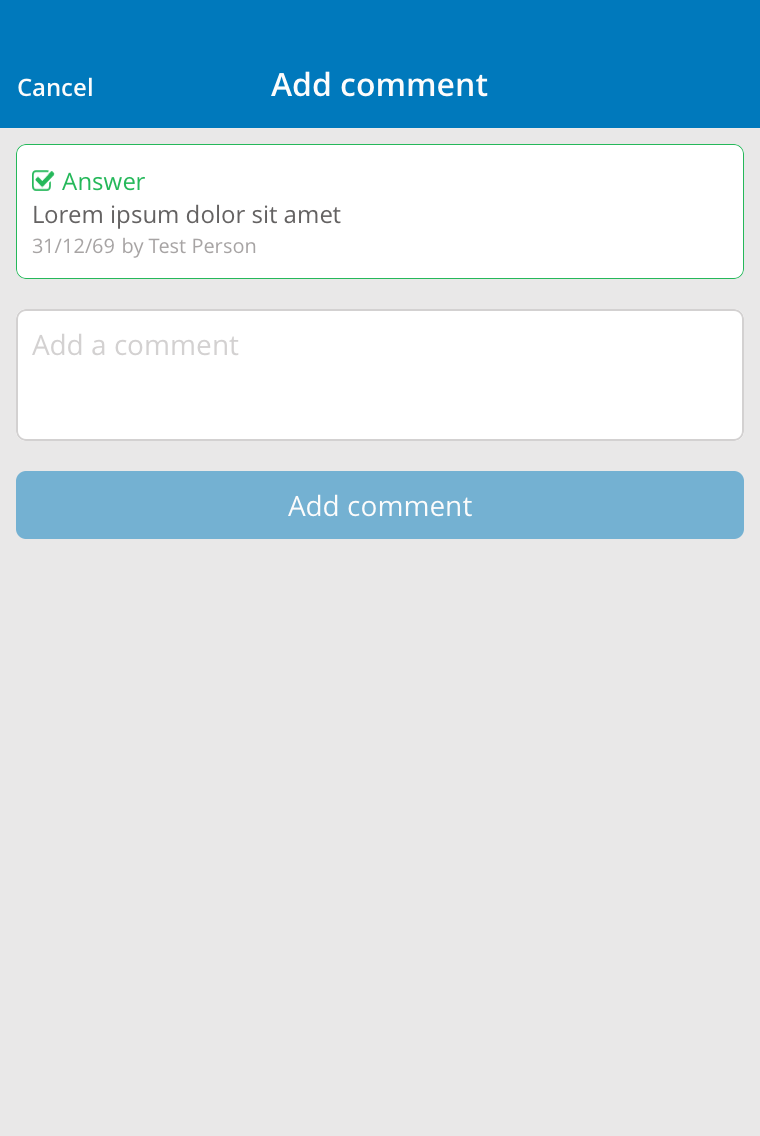 Cancel
Add comment
Answer
Lorem ipsum dolor sit amet
31/12/69 by Test Person
Add a comment
Add comment